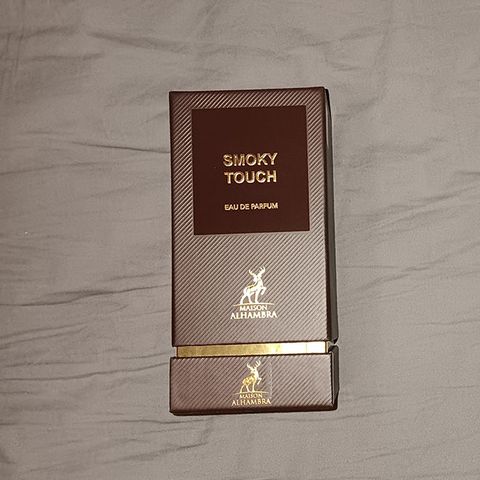 SMOKY
TOUCH
EAU DE PARFUM
MAISON
ALHAMBRA
MAISON
ALHAMBRA